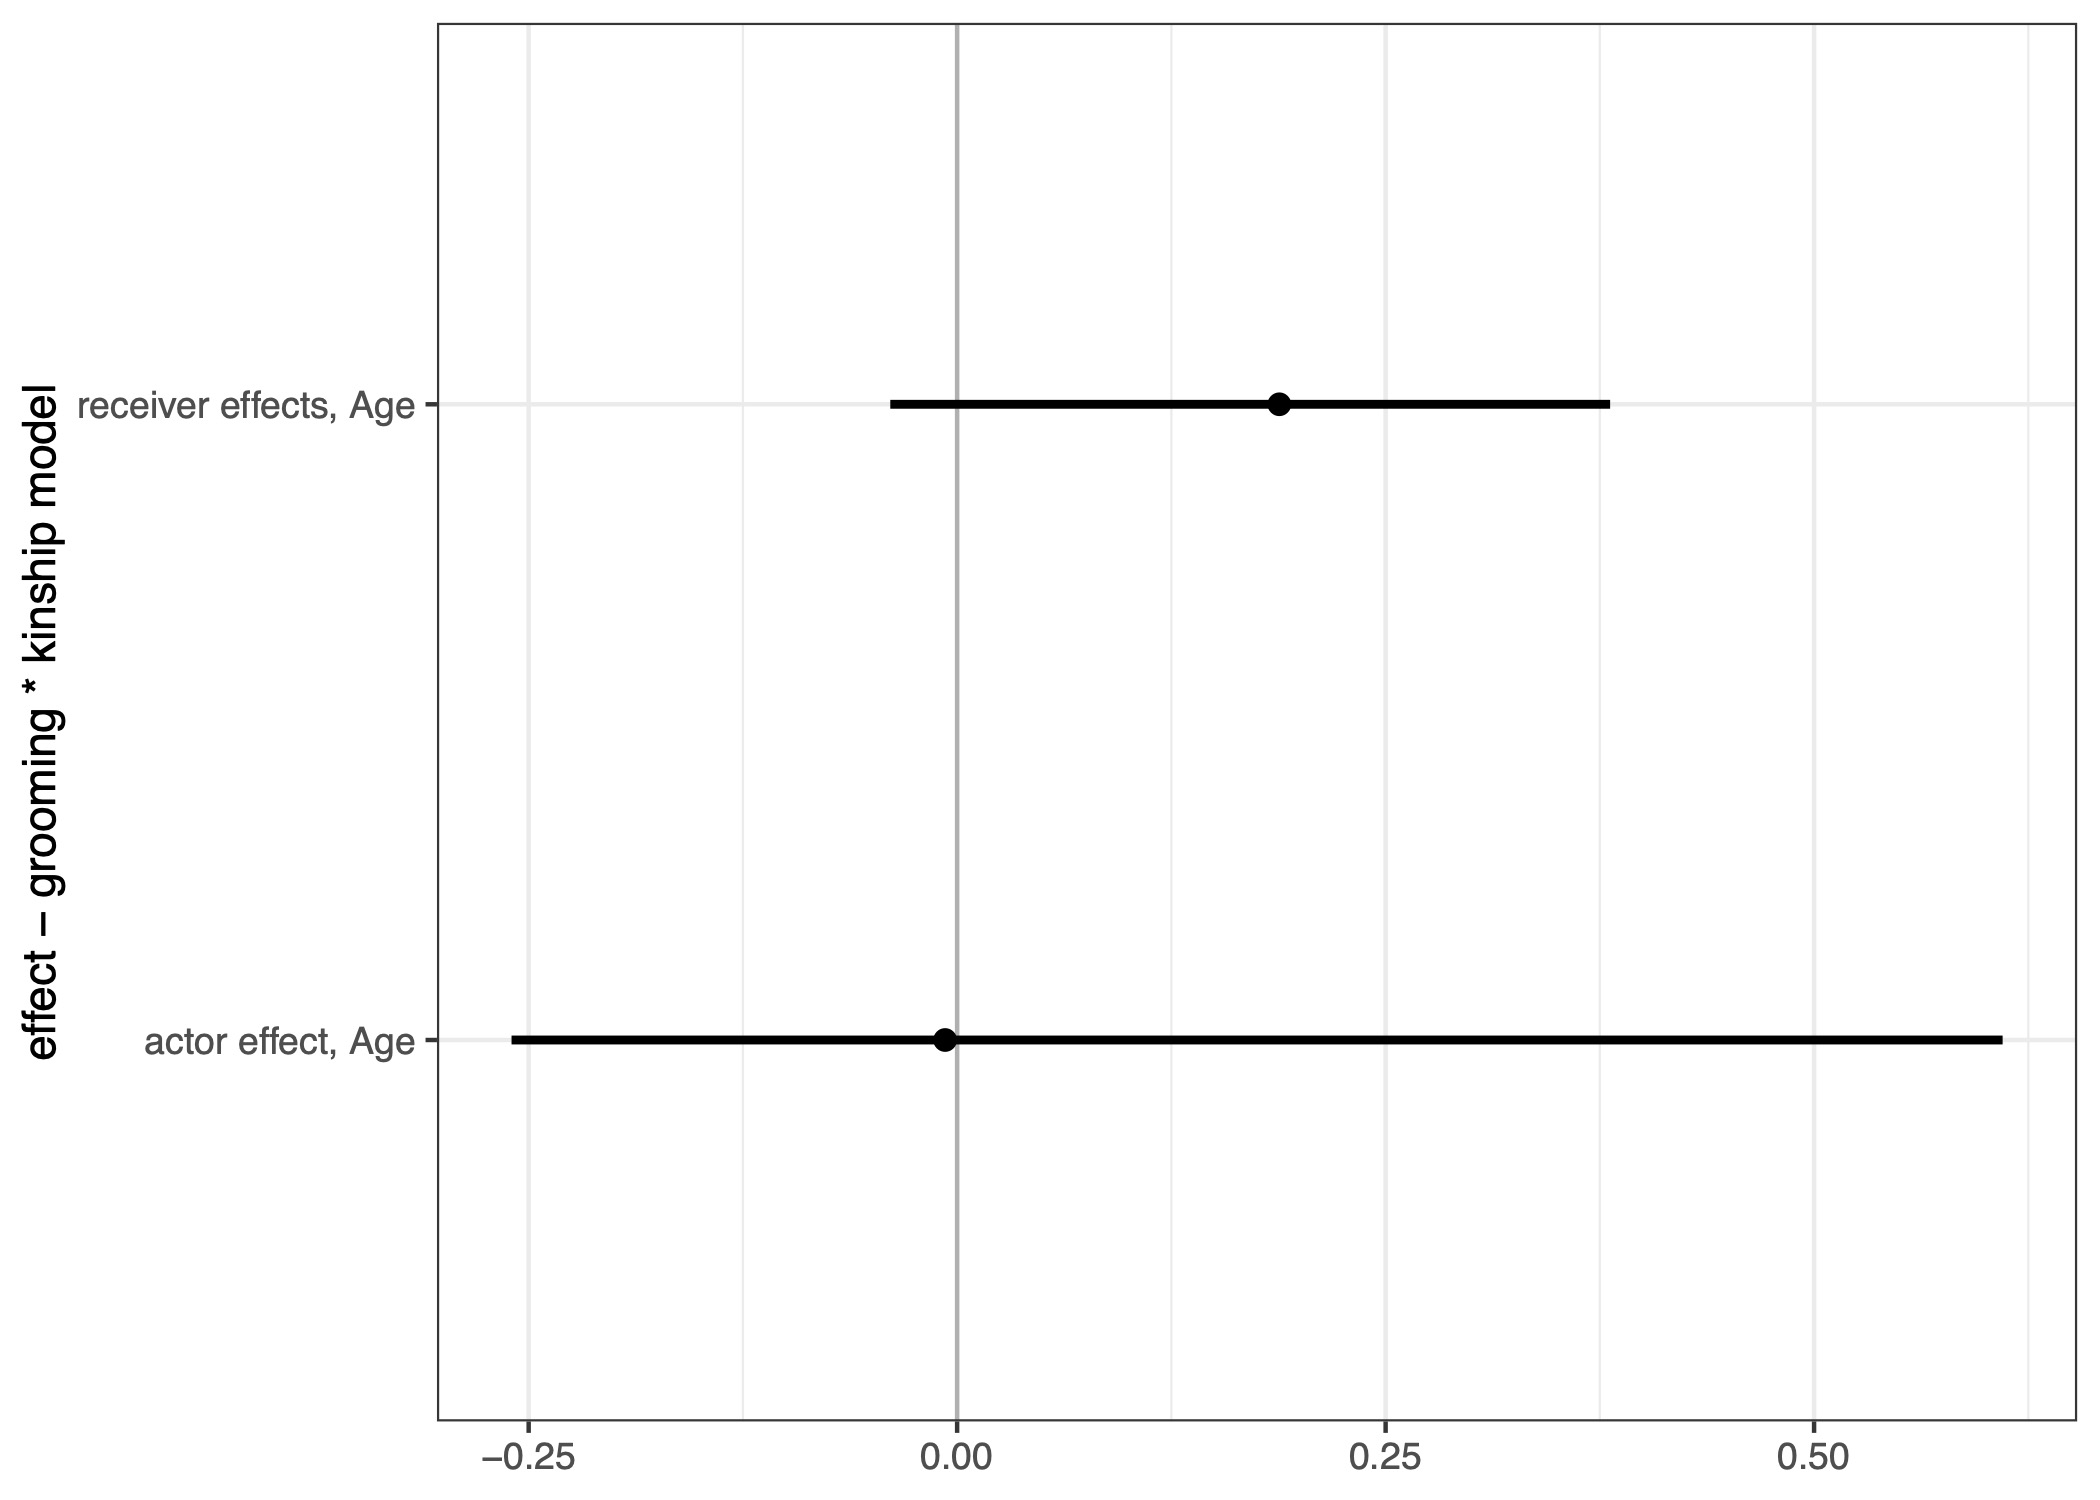 effect – grooming * kinship model
receiver effects, Age
actor effect, Age
−0.25
0.00
0.25
0.50